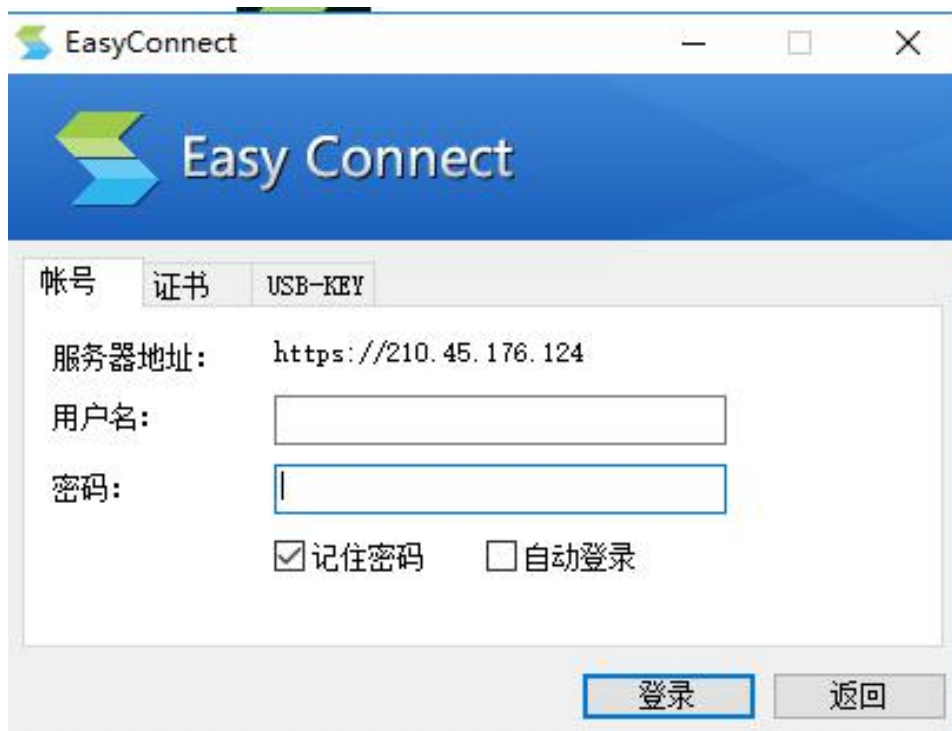 EasyConnect
Easy Connect
帐号 证书 USB-KEY
服务器地址: https://210.45.176.124
用户名:
密码:
记住密码 自动登录
登录 返回